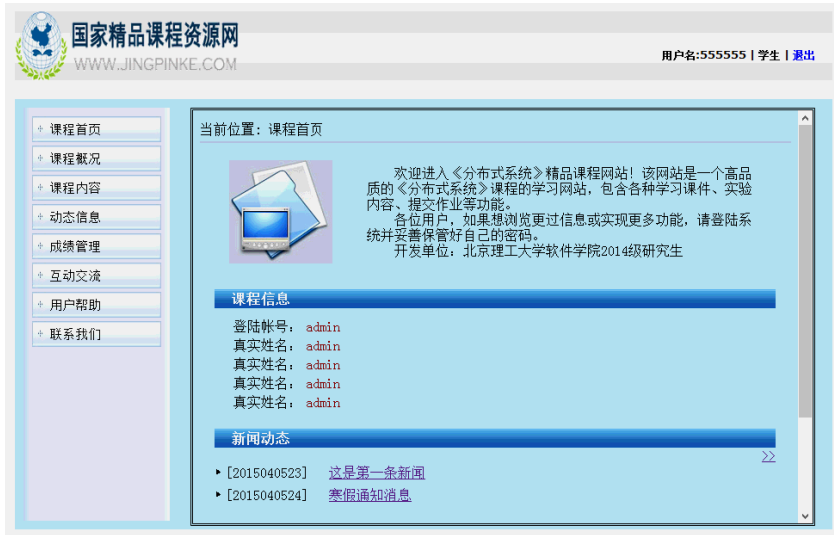 国家精品课程资源网
WWW.JINGPINKE.COM
用户名:555555 | 学生 | 退出
课程首页
课程概况
课程内容
动态信息
成绩管理
互动交流
用户帮助
联系我们
当前位置: 课程首页
欢迎进入《分布式系统》精品课程网站！该网站是一个高品
质的《分布式系统》课程的学习网站，包含各种学习课件、实验
内容、提交作业等功能。
各位用户，如果想浏览更过信息或实现更多功能，请登陆系
统并妥善保管好自己的密码。
开发单位：北京理工大学软件学院2014级研究生
课程信息
登陆帐号： admin
真实姓名： admin
真实姓名： admin
真实姓名： admin
真实姓名： admin
新闻动态
>>
[2015040523] 这是第一条新闻
[2015040524] 寒假通知消息